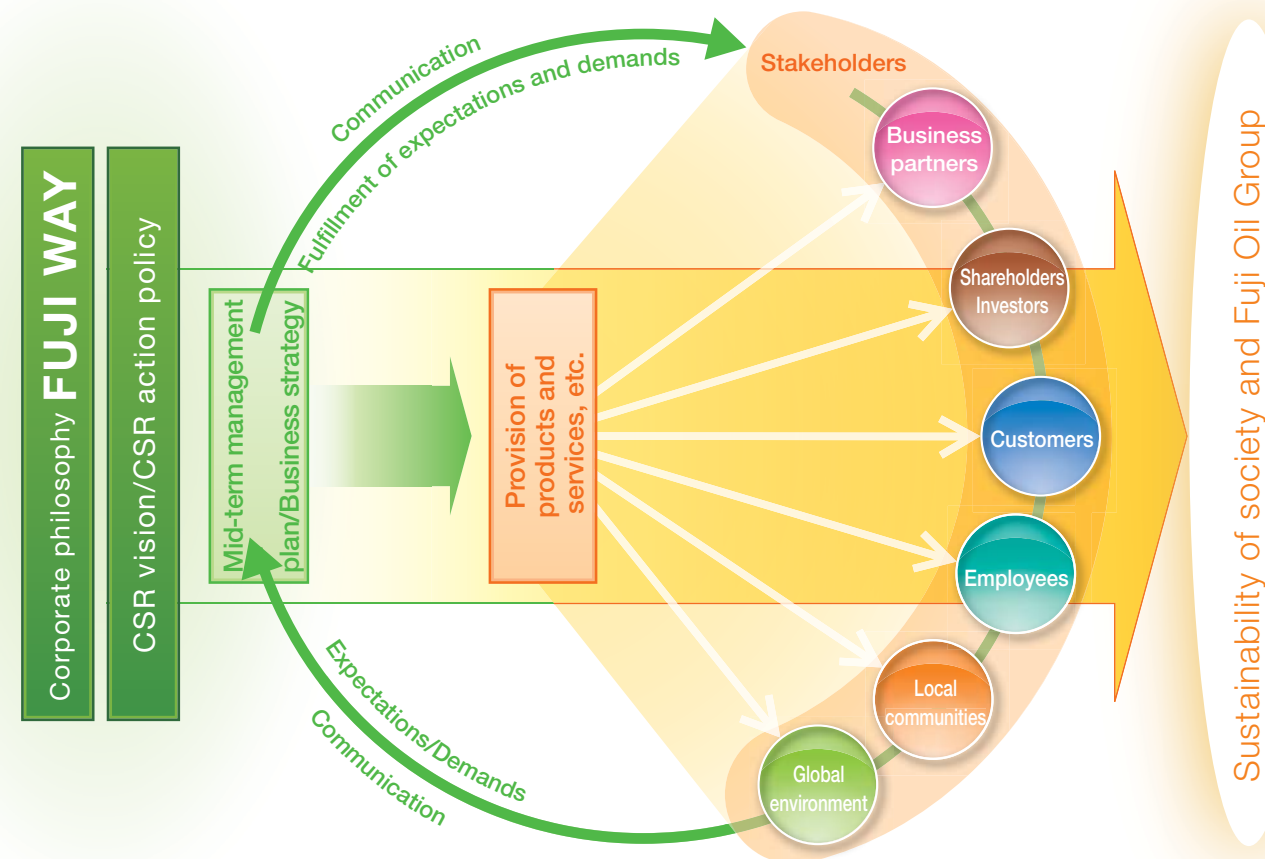 Corporate philosophy FUJI WAY
CSR vision/CSR action policy
Mid-term management
plan/Business strategy
Communication
Fulfillment of expectations and demands
Expectations/Demands
Communication
Provision of
products and
services, etc.
Stakeholders
Business
partners
Shareholders
Investors
Customers
Employees
Local
communities
Global
environment
Sustainability of society and Fuji Oil Group